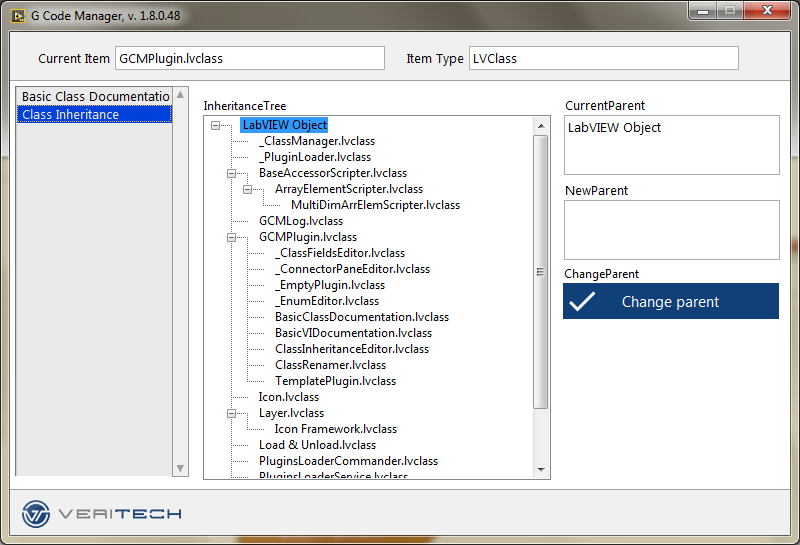 G Code Manager, v. 1.8.0.48
Current Item GCMPlugin.lvclass Item Type LVClass
Basic Class Documentatio
Class Inheritance
InheritanceTree
LabVIEW Object
_ClassManager.lvclass
_PluginLoader.lvclass
BaseAccessorScripter.lvclass
ArrayElementScripter.lvclass
MultiDimArrElemScripter.lvclass
GCMLog.lvclass
GCMPlugin.lvclass
_ClassFieldsEditor.lvclass
_ConnectorPaneEditor.lvclass
_EmptyPlugin.lvclass
_EnumEditor.lvclass
BasicClassDocumentation.lvclass
BasicVIDocumentation.lvclass
ClassInheritanceEditor.lvclass
ClassRenamer.lvclass
TemplatePlugin.lvclass
Icon.lvclass
Layer.lvclass
Icon Framework.lvclass
Load & Unload.lvclass
PluginsLoaderCommander.lvclass
PluginsLoaderService.lvclass
CurrentParent
LabVIEW Object
NewParent
ChangeParent
Change parent
VERITECH